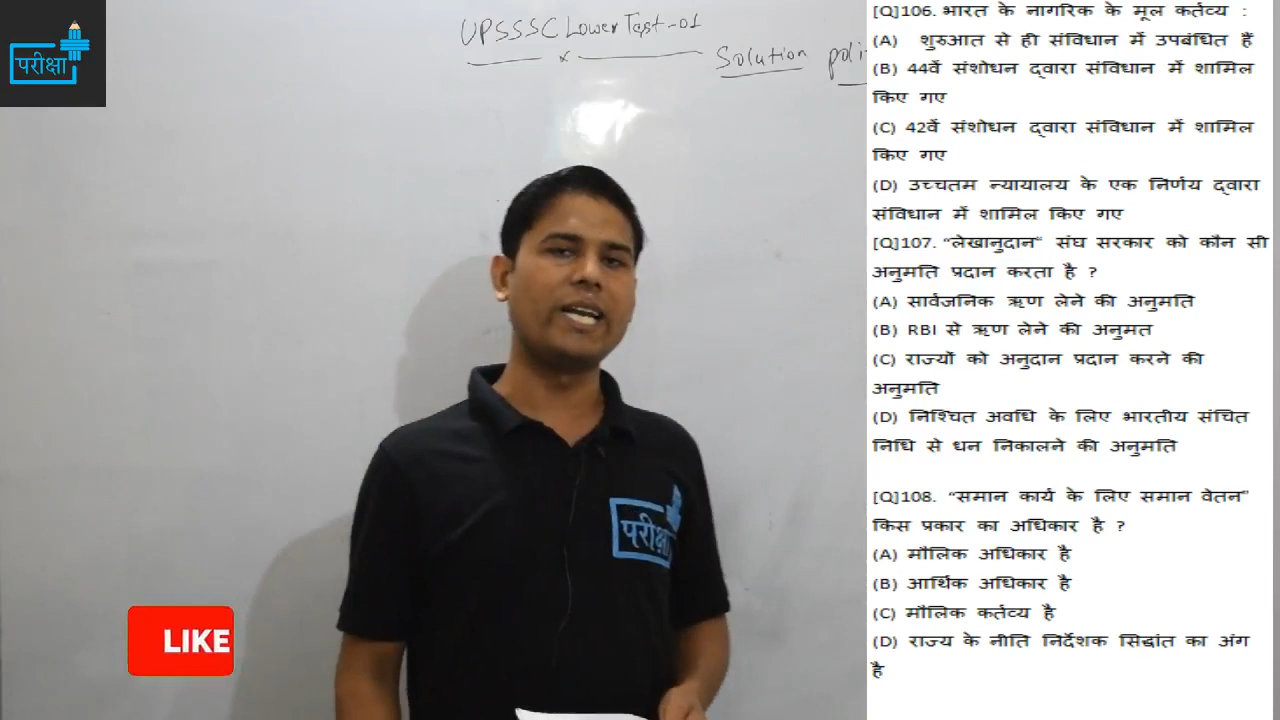 परीक्षा
UPSSSC Lower Test-01
Solution poli
[Q]106. भारत के नागरिक के मूल कर्तव्य :
(A) शुरुआत से ही संविधान में उपबंधित हैं
(B) 44वें संशोधन द्वारा संविधान में शामिल
किए गए
(C) 42वें संशोधन द्वारा संविधान में शामिल
किए गए
(D) उच्चतम न्यायालय के एक निर्णय द्वारा
संविधान में शामिल किए गए
[Q]107. “लेखानुदान“ संघ सरकार को कौन सी
अनुमति प्रदान करता है ?
(A) सार्वजनिक ऋण लेने की अनुमति
(B) RBI से ऋण लेने की अनुमत
(C) राज्यों को अनुदान प्रदान करने की
अनुमति
(D) निश्चित अवधि के लिए भारतीय संचित
निधि से धन निकालने की अनुमति
[Q]108. “समान कार्य के लिए समान वेतन”
किस प्रकार का अधिकार है ?
(A) मौलिक अधिकार है
(B) आर्थिक अधिकार है
(C) मौलिक कर्तव्य है
(D) राज्य के नीति निर्देशक सिद्धांत का अंग
है
परीक्षा
LIKE